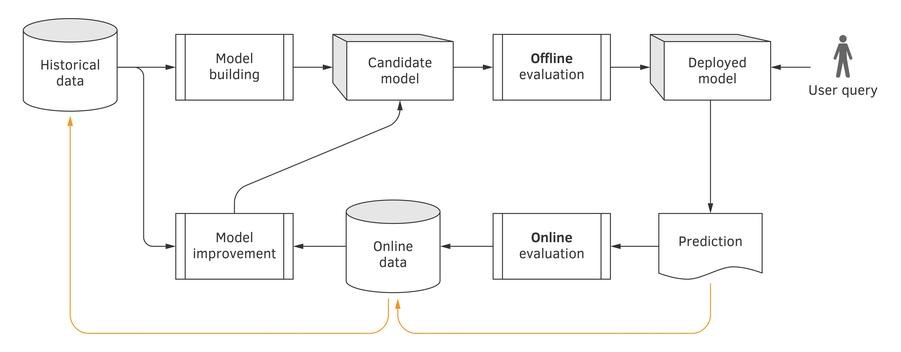 Historical
data
Model
building
Candidate
model
Offline
evaluation
Deployed
model
User query
Model
improvement
Online
data
Online
evaluation
Prediction